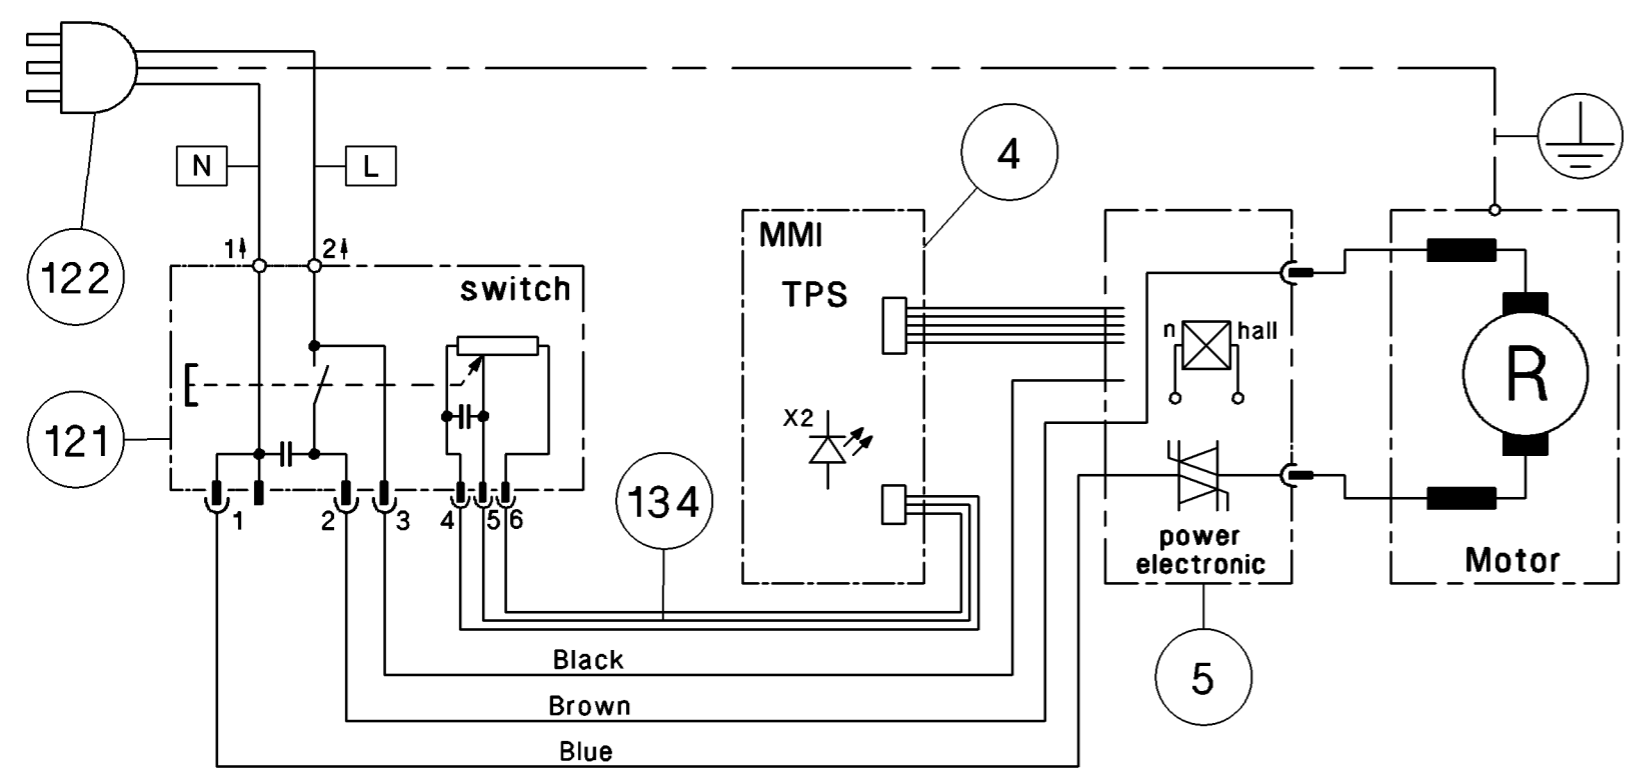 4
N
L
122
1
2
MMI
switch
TPS
n
hall
R
121
X2
134
1
2
3
4
5
6
power
electronic
Motor
Black
5
Brown
Blue